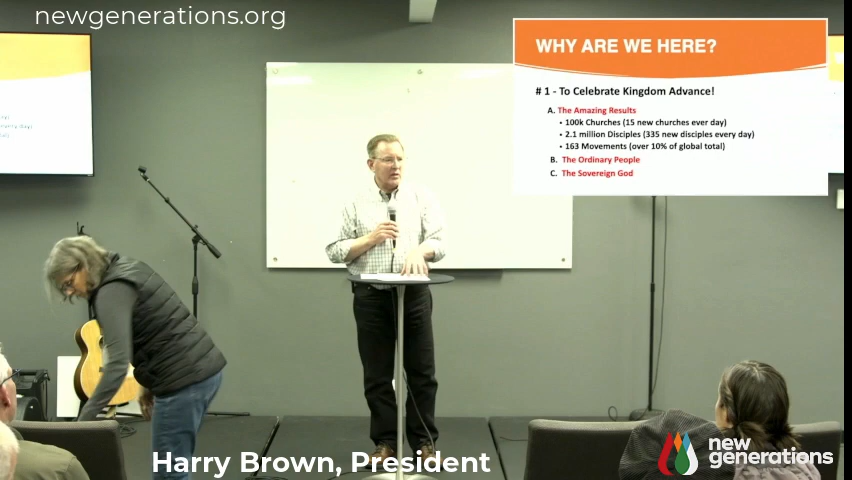 newgenerations.org
WHY ARE WE HERE?
# 1 - To Celebrate Kingdom Advance!
A. The Amazing Results
• 100k Churches (15 new churches ever day)
• 2.1 million Disciples (335 new disciples every day)
• 163 Movements (over 10% of global total)
B. The Ordinary People
C. The Sovereign God
Harry Brown, President
new
generations